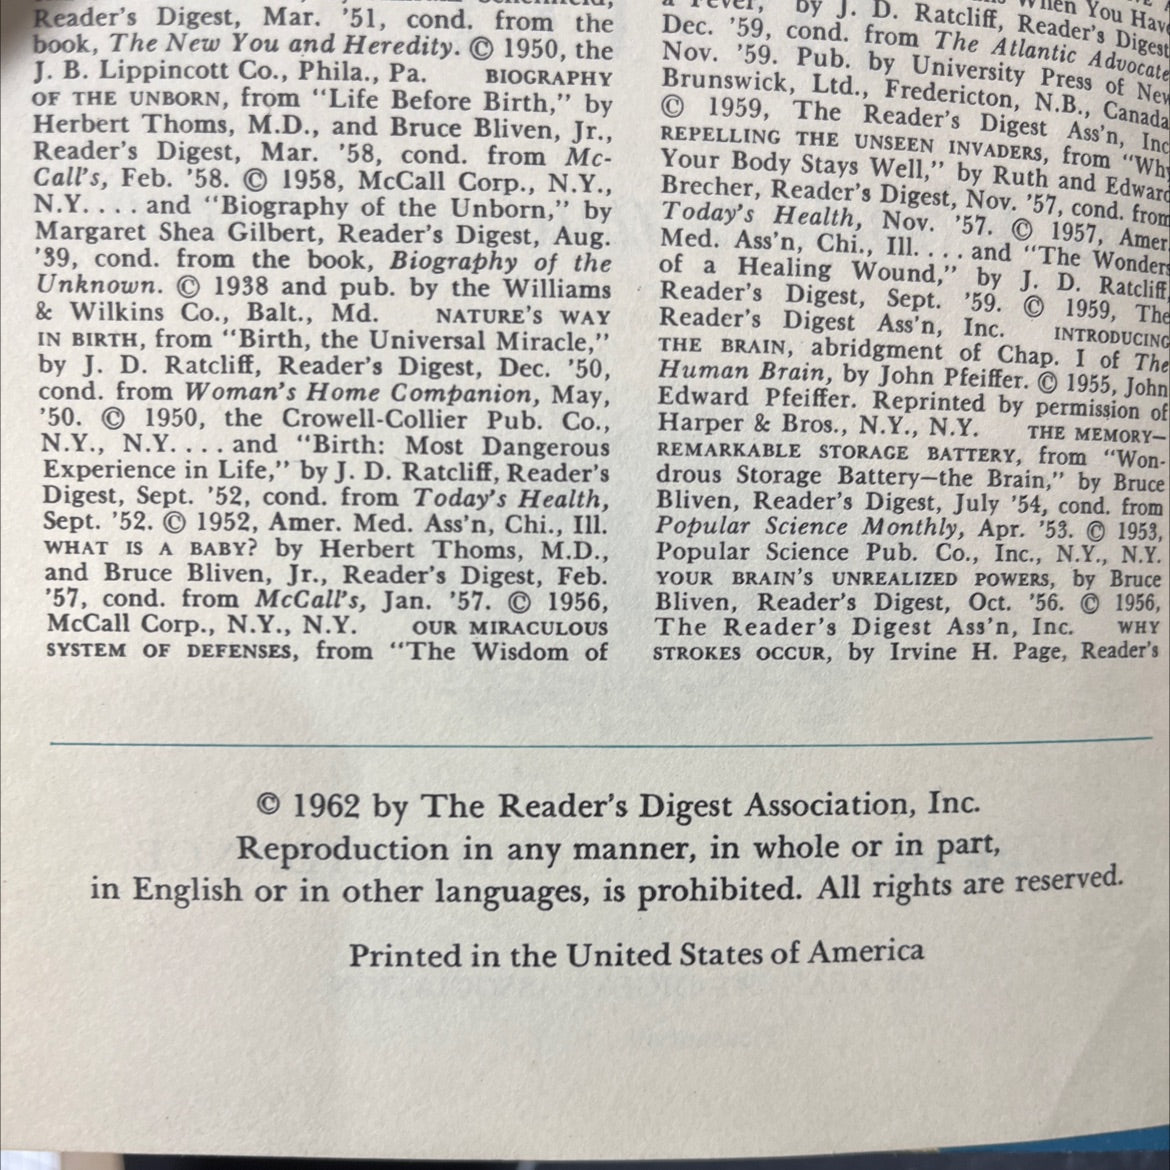 Reader's Digest, Mar. '51, cond. from the
book, The New You and Heredity. © 1950, the
J. B. Lippincott Co., Phila., Pa. BIOGRAPHY
OF THE UNBORN, from "Life Before Birth," by
Herbert Thoms, M.D., and Bruce Bliven, Jr.,
Reader's Digest, Mar. '58, cond. from Mc-
Call's, Feb. '58. © 1958, McCall Corp., N.Y.,
N.Y. . . . and "Biography of the Unborn," by
Margaret Shea Gilbert, Reader's Digest, Aug.
'39, cond. from the book, Biography of the
Unknown. © 1938 and pub. by the Williams
& Wilkins Co., Balt., Md. NATURE'S WAY
IN BIRTH, from "Birth, the Universal Miracle,"
by J. D. Ratcliff, Reader's Digest, Dec. '50,
cond. from Woman's Home Companion, May,
'50. © 1950, the Crowell-Collier Pub. Co.,
N.Y., N.Y. . . . and "Birth: Most Dangerous
Experience in Life," by J. D. Ratcliff, Reader's
Digest, Sept. '52, cond. from Today's Health,
Sept. '52. © 1952, Amer. Med. Ass'n, Chi., Ill.
WHAT IS A BABY? by Herbert Thoms, M.D.,
and Bruce Bliven, Jr., Reader's Digest, Feb.
'57, cond. from McCall's, Jan. '57. © 1956,
McCall Corp., N.Y., N.Y. OUR MIRACULOUS
SYSTEM OF DEFENSES, from "The Wisdom of
When You Have
a Fever, by J. D. Ratcliff, Reader's Digest
Dec. '59, cond. from The Atlantic Advocate
Nov. '59. Pub. by University Press of New
Brunswick, Ltd., Fredericton, N.B., Canada
© 1959, The Reader's Digest Ass'n, Inc
REPELLING THE UNSEEN INVADERS, from "Why
Your Body Stays Well," by Ruth and Edward
Brecher, Reader's Digest, Nov. '57, cond. from
Today's Health, Nov. '57. © 1957, Amer.
Med. Ass'n, Chi., Ill. . . . and "The Wonders
of a Healing Wound," by J. D. Ratcliff,
Reader's Digest, Sept. '59. © 1959, The
Reader's Digest Ass'n, Inc. INTRODUCING
THE BRAIN, abridgment of Chap. I of The
Human Brain, by John Pfeiffer. © 1955, John
Edward Pfeiffer. Reprinted by permission of
Harper & Bros., N.Y., N.Y. THE MEMORY—
REMARKABLE STORAGE BATTERY, from "Won-
drous Storage Battery—the Brain," by Bruce
Bliven, Reader's Digest, July '54, cond. from
Popular Science Monthly, Apr. '53. © 1953,
Popular Science Pub. Co., Inc., N.Y., N.Y.
YOUR BRAIN'S UNREALIZED POWERS, by Bruce
Bliven, Reader's Digest, Oct. '56. © 1956,
The Reader's Digest Ass'n, Inc. WHY
STROKES OCCUR, by Irvine H. Page, Reader's
© 1962 by The Reader's Digest Association, Inc.
Reproduction in any manner, in whole or in part,
in English or in other languages, is prohibited. All rights are reserved.
Printed in the United States of America